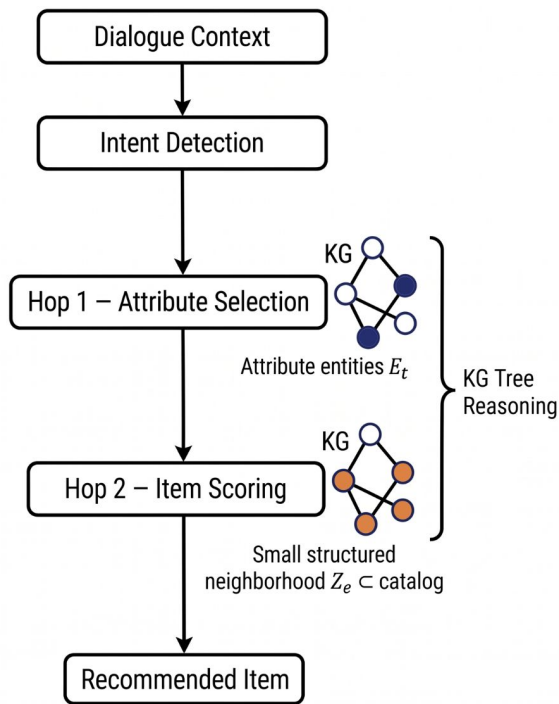 Dialogue Context
Intent Detection
Hop 1 – Attribute Selection
KG
Attribute entities E_t
KG Tree
Reasoning
Hop 2 – Item Scoring
KG
Small structured
neighborhood Z_e ⊂ catalog
Recommended Item